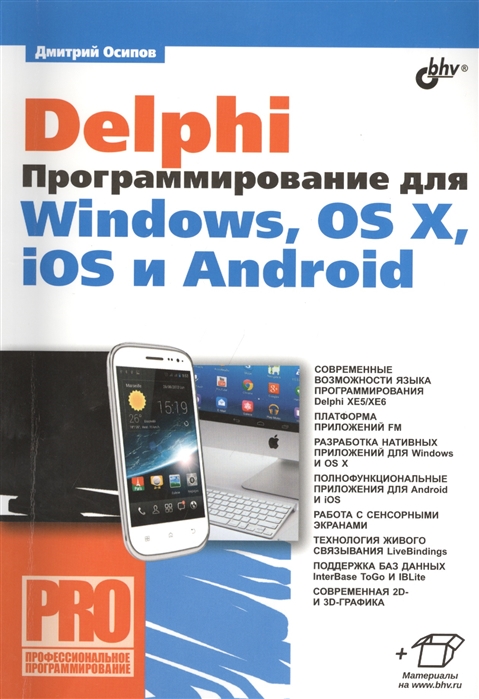 Дмитрий Осипов
bhv®
Delphi
Программирование для
Windows, OS X,
iOS и Android
СОВРЕМЕННЫЕ
ВОЗМОЖНОСТИ ЯЗЫКА
ПРОГРАММИРОВАНИЯ
Delphi XE5/XE6
ПЛАТФОРМА
ПРИЛОЖЕНИЙ FM
РАЗРАБОТКА НАТИВНЫХ
ПРИЛОЖЕНИЙ ДЛЯ Windows
И OS X
ПОЛНОФУНКЦИОНАЛЬНЫЕ
ПРИЛОЖЕНИЯ ДЛЯ Android
И iOS
РАБОТА С СЕНСОРНЫМИ
ЭКРАНАМИ
ТЕХНОЛОГИЯ ЖИВОГО
СВЯЗЫВАНИЯ LiveBindings
ПОДДЕРЖКА БАЗ ДАННЫХ
InterBase ToGo И IBLite
СОВРЕМЕННАЯ 2D-
И 3D-ГРАФИКА
15:19
26°
PRO
ПРОФЕССИОНАЛЬНОЕ
ПРОГРАММИРОВАНИЕ
+
Материалы
на www.bhv.ru